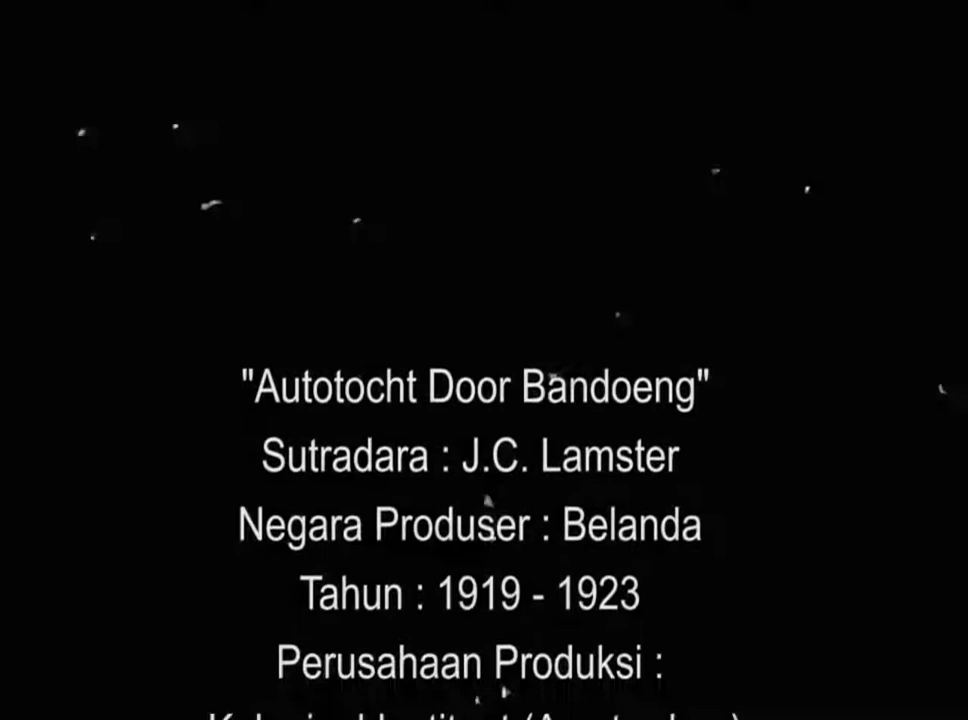 "Autotocht Door Bandoeng"
Sutradara : J.C. Lamster
Negara Produser : Belanda
Tahun : 1919 - 1923
Perusahaan Produksi :